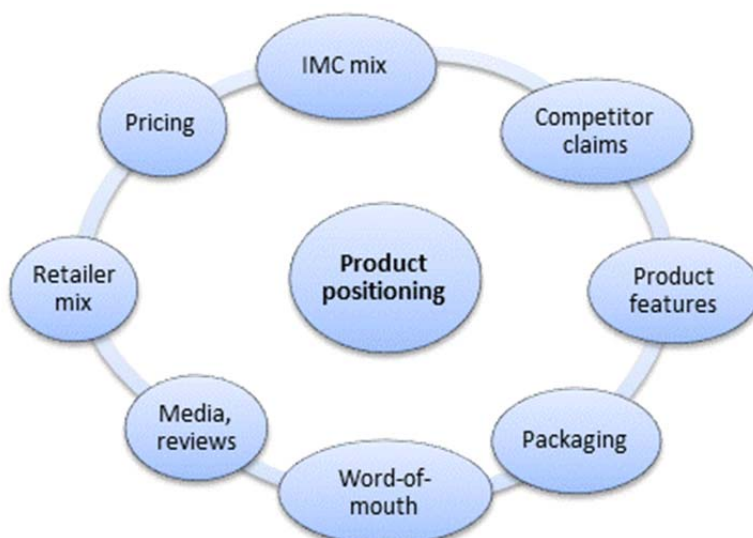 IMC mix
Competitor
claims
Product
features
Packaging
Word-of-
mouth
Media,
reviews
Retailer
mix
Pricing
Product
positioning